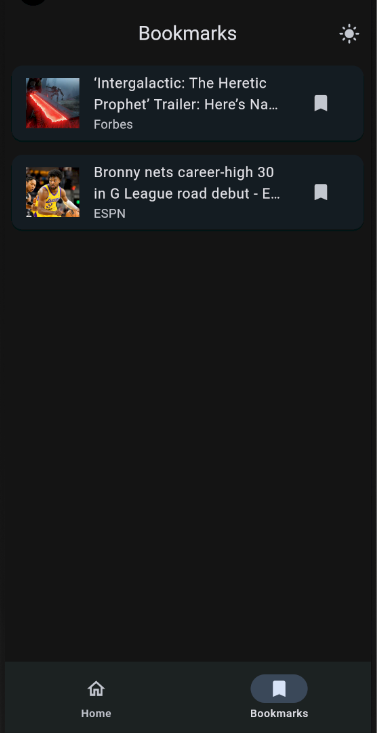 Bookmarks
‘Intergalactic: The Heretic
Prophet’ Trailer: Here’s Na…
Forbes
Bronny nets career-high 30
in G League road debut - E…
ESPN
Home
Bookmarks